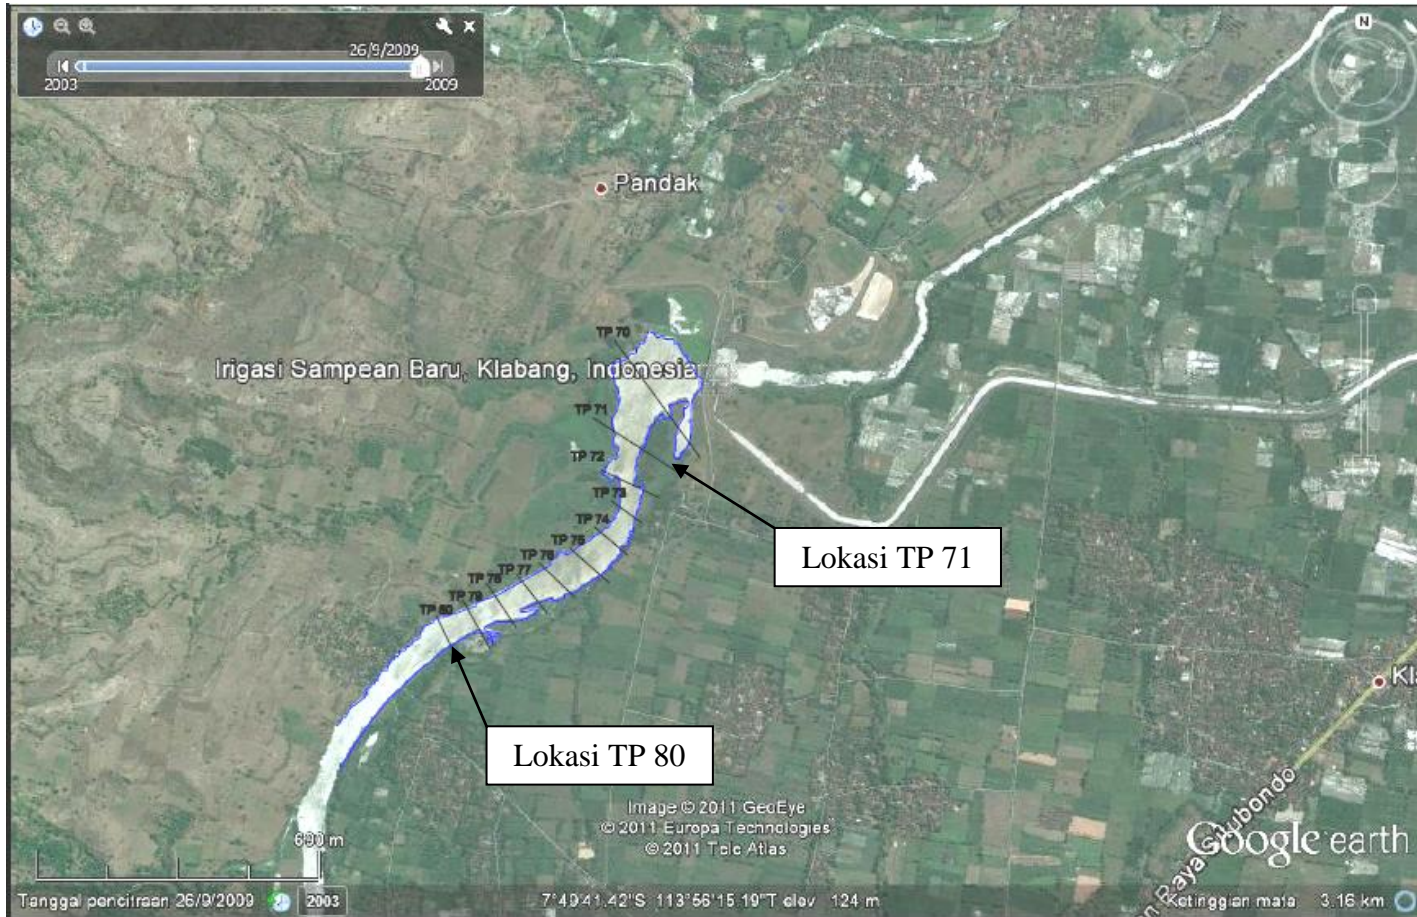 26/9/2009
2003
2009
N
Pandak
TP 70
Irigasi Sampean Baru, Klabang, Indonesia
TP 71
TP 72
TP 73
TP 74
TP 75
TP 76
TP 77
TP 78
TP 79
TP 80
Lokasi TP 71
Lokasi TP 80
Kla
Raya Situbondo
Image © 2011 GeoEye
© 2011 Europa Technologies
© 2011 Tele Atlas
Google earth
690 m
Tanggal pencitraan 26/9/2009
2003
7°49'41.42"S 113°56'15.19"T elev 124 m
Ketinggian mata 3.16 km